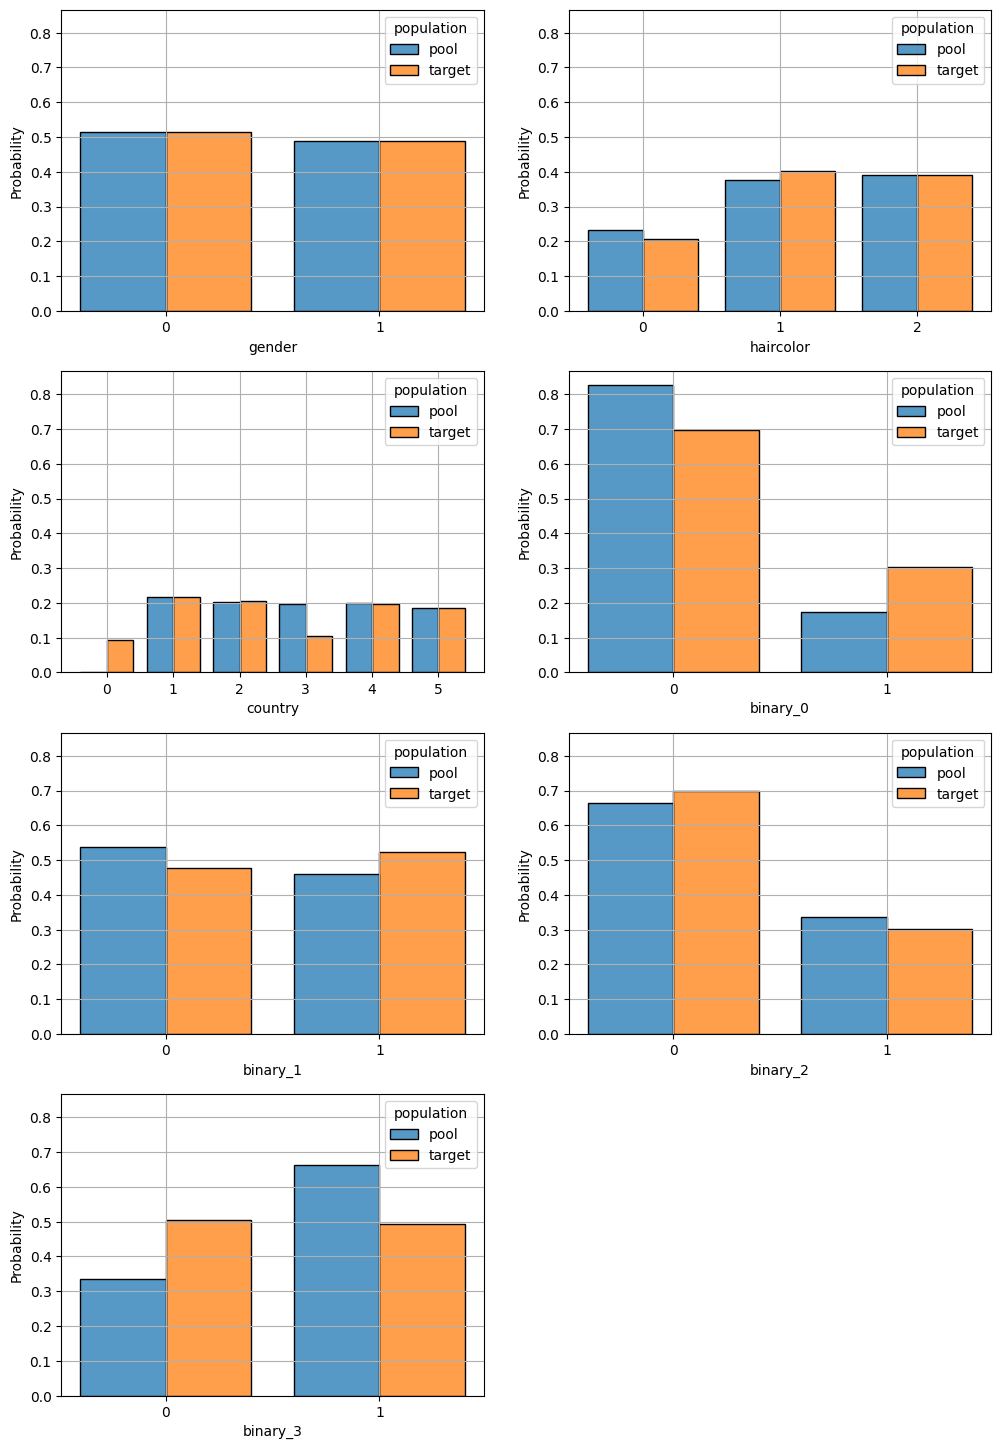 population
pool
target
Probability
0.8
0.7
0.6
0.5
0.4
0.3
0.2
0.1
0.0
0 1
gender
population
pool
target
Probability
0.8
0.7
0.6
0.5
0.4
0.3
0.2
0.1
0.0
0 1 2
haircolor
population
pool
target
Probability
0.8
0.7
0.6
0.5
0.4
0.3
0.2
0.1
0.0
0 1 2 3 4 5
country
population
pool
target
Probability
0.8
0.7
0.6
0.5
0.4
0.3
0.2
0.1
0.0
0 1
binary_0
population
pool
target
Probability
0.8
0.7
0.6
0.5
0.4
0.3
0.2
0.1
0.0
0 1
binary_1
population
pool
target
Probability
0.8
0.7
0.6
0.5
0.4
0.3
0.2
0.1
0.0
0 1
binary_2
population
pool
target
Probability
0.8
0.7
0.6
0.5
0.4
0.3
0.2
0.1
0.0
0 1
binary_3